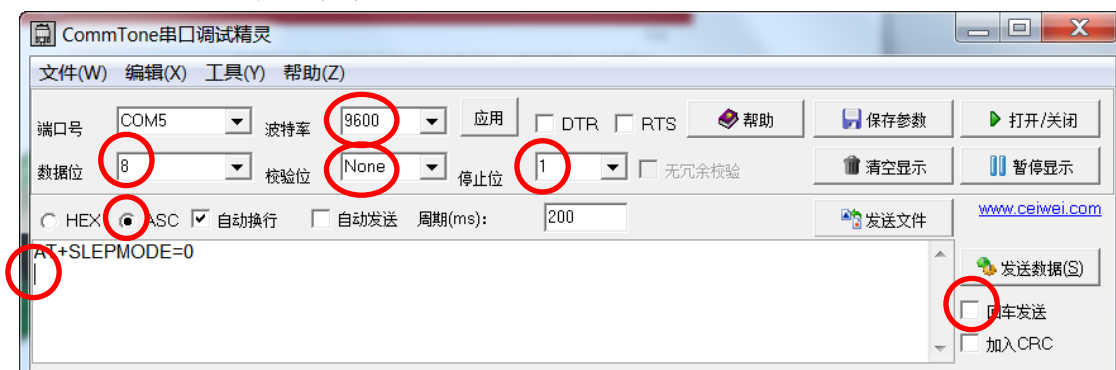 CommTone串口调试精灵
文件(W) 编辑(X) 工具(Y) 帮助(Z)
端口号 COM5 波特率 9600 应用 DTR RTS 帮助 保存参数 打开/关闭
数据位 8 校验位 None 停止位 1 无冗余校验 清空显示 暂停显示
HEX ASC 自动换行 自动发送 周期(ms): 200 发送文件 www.ceiwei.com
AT+SLEPMODE=0
发送数据(S)
回车发送
加入CRC